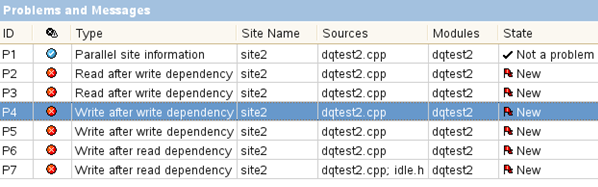 Problems and Messages
ID Type Site Name Sources Modules State
P1 Parallel site information site2 dqtest2.cpp dqtest2 Not a problem
P2 Read after write dependency site2 dqtest2.cpp dqtest2 New
P3 Read after write dependency site2 dqtest2.cpp dqtest2 New
P4 Write after write dependency site2 dqtest2.cpp dqtest2 New
P5 Write after write dependency site2 dqtest2.cpp dqtest2 New
P6 Write after read dependency site2 dqtest2.cpp dqtest2 New
P7 Write after read dependency site2 dqtest2.cpp; idle.h dqtest2 New